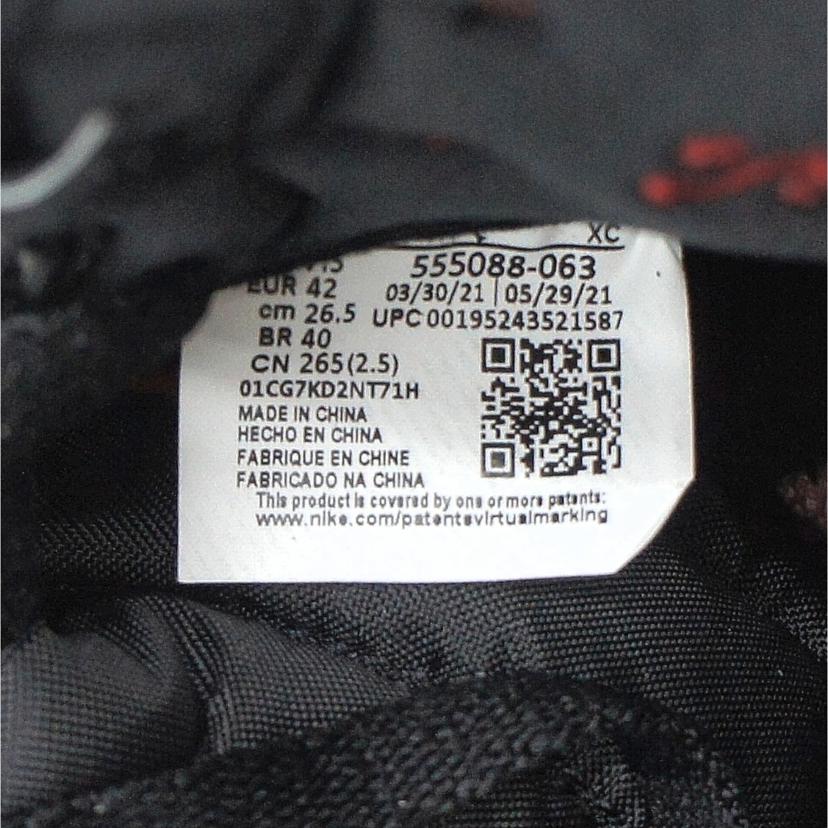 XC
555088-063
EUR 42
03/30/21 | 05/29/21
cm 26.5
UPC 00195243521587
BR 40
CN 265(2.5)
01CG7KD2NT71H
MADE IN CHINA
HECHO EN CHINA
FABRIQUE EN CHINE
FABRICADO NA CHINA
This product is covered by one or more patents:
www.nike.com/patentsvirtualmarking